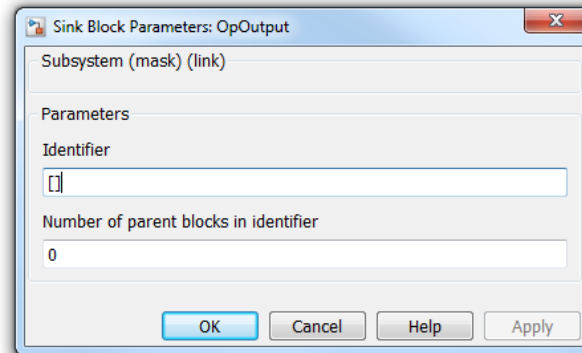 Sink Block Parameters: OpOutput
Subsystem (mask) (link)
Parameters
Identifier
[]
Number of parent blocks in identifier
0
OK Cancel Help Apply